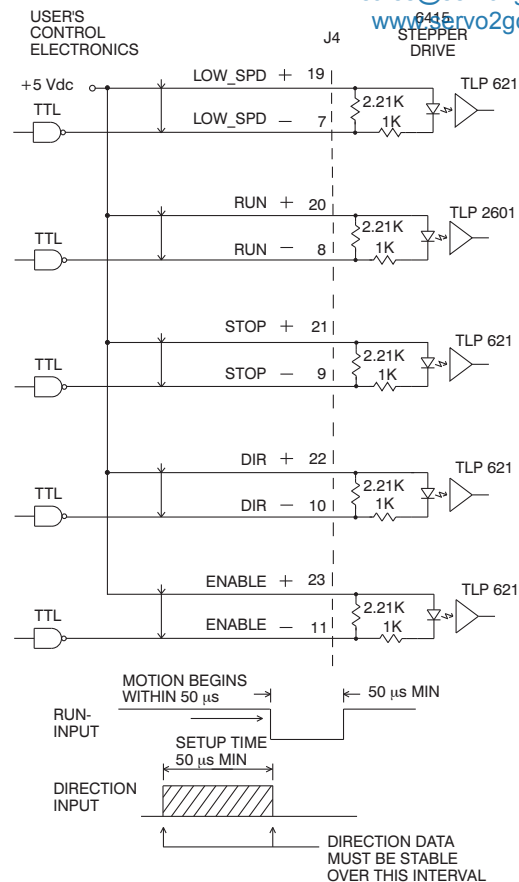 USER'S
CONTROL
ELECTRONICS
J4
6415
STEPPER
DRIVE
www.servo2go
+5 Vdc
LOW_SPD + 19
TLP 621
TTL
2.21K
LOW_SPD − 7
1K
RUN + 20
TLP 2601
TTL
2.21K
RUN − 8
1K
STOP + 21
TLP 621
TTL
2.21K
STOP − 9
1K
DIR + 22
TLP 621
TTL
2.21K
DIR − 10
1K
ENABLE + 23
TLP 621
TTL
2.21K
ENABLE − 11
1K
MOTION BEGINS
WITHIN 50 µs
50 µs MIN
RUN-
INPUT
SETUP TIME
50 µs MIN
DIRECTION
INPUT
DIRECTION DATA
MUST BE STABLE
OVER THIS INTERVAL